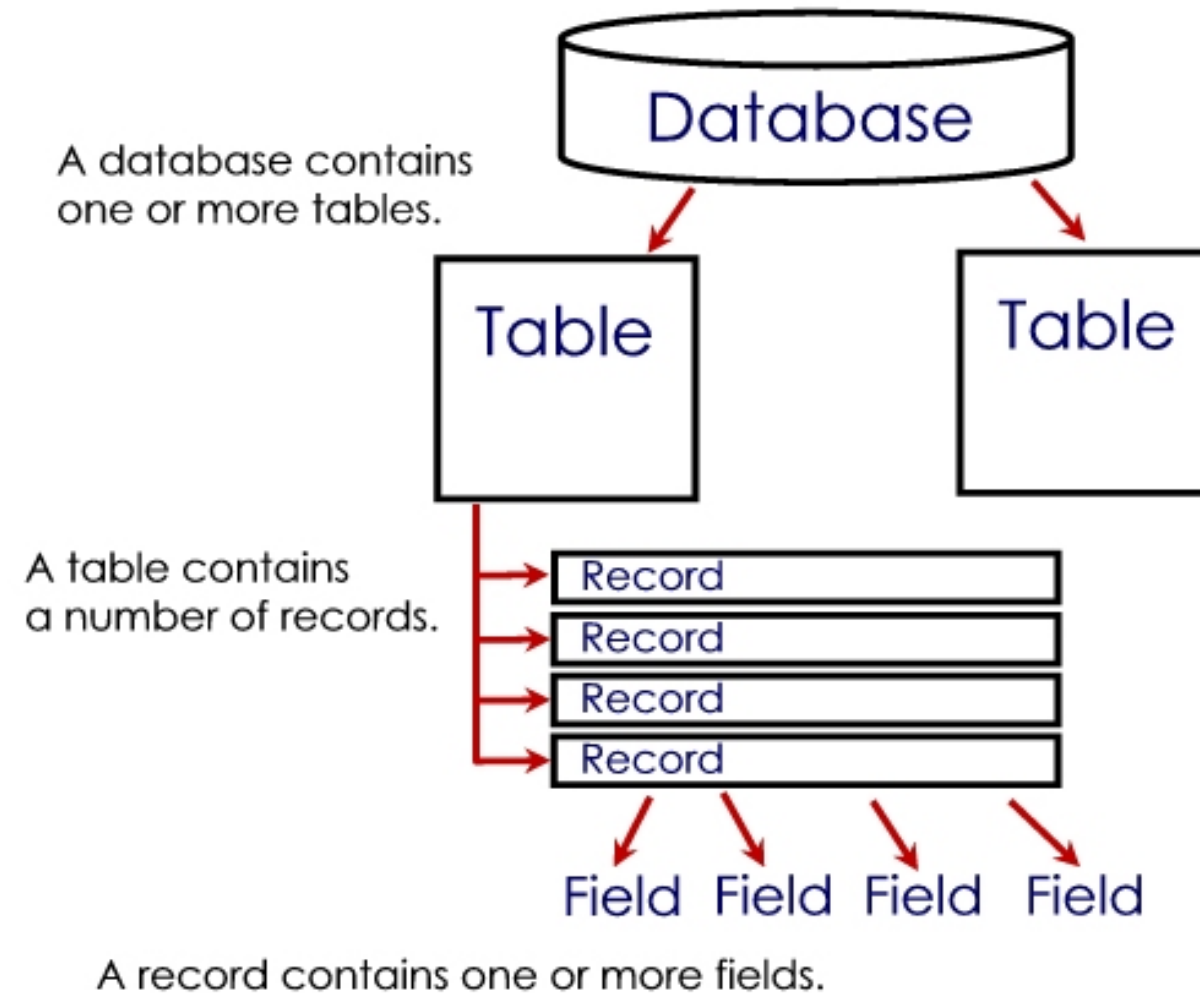 Database
A database contains
one or more tables.
Table
Table
A table contains
a number of records.
Record
Record
Record
Record
Field Field Field Field
A record contains one or more fields.